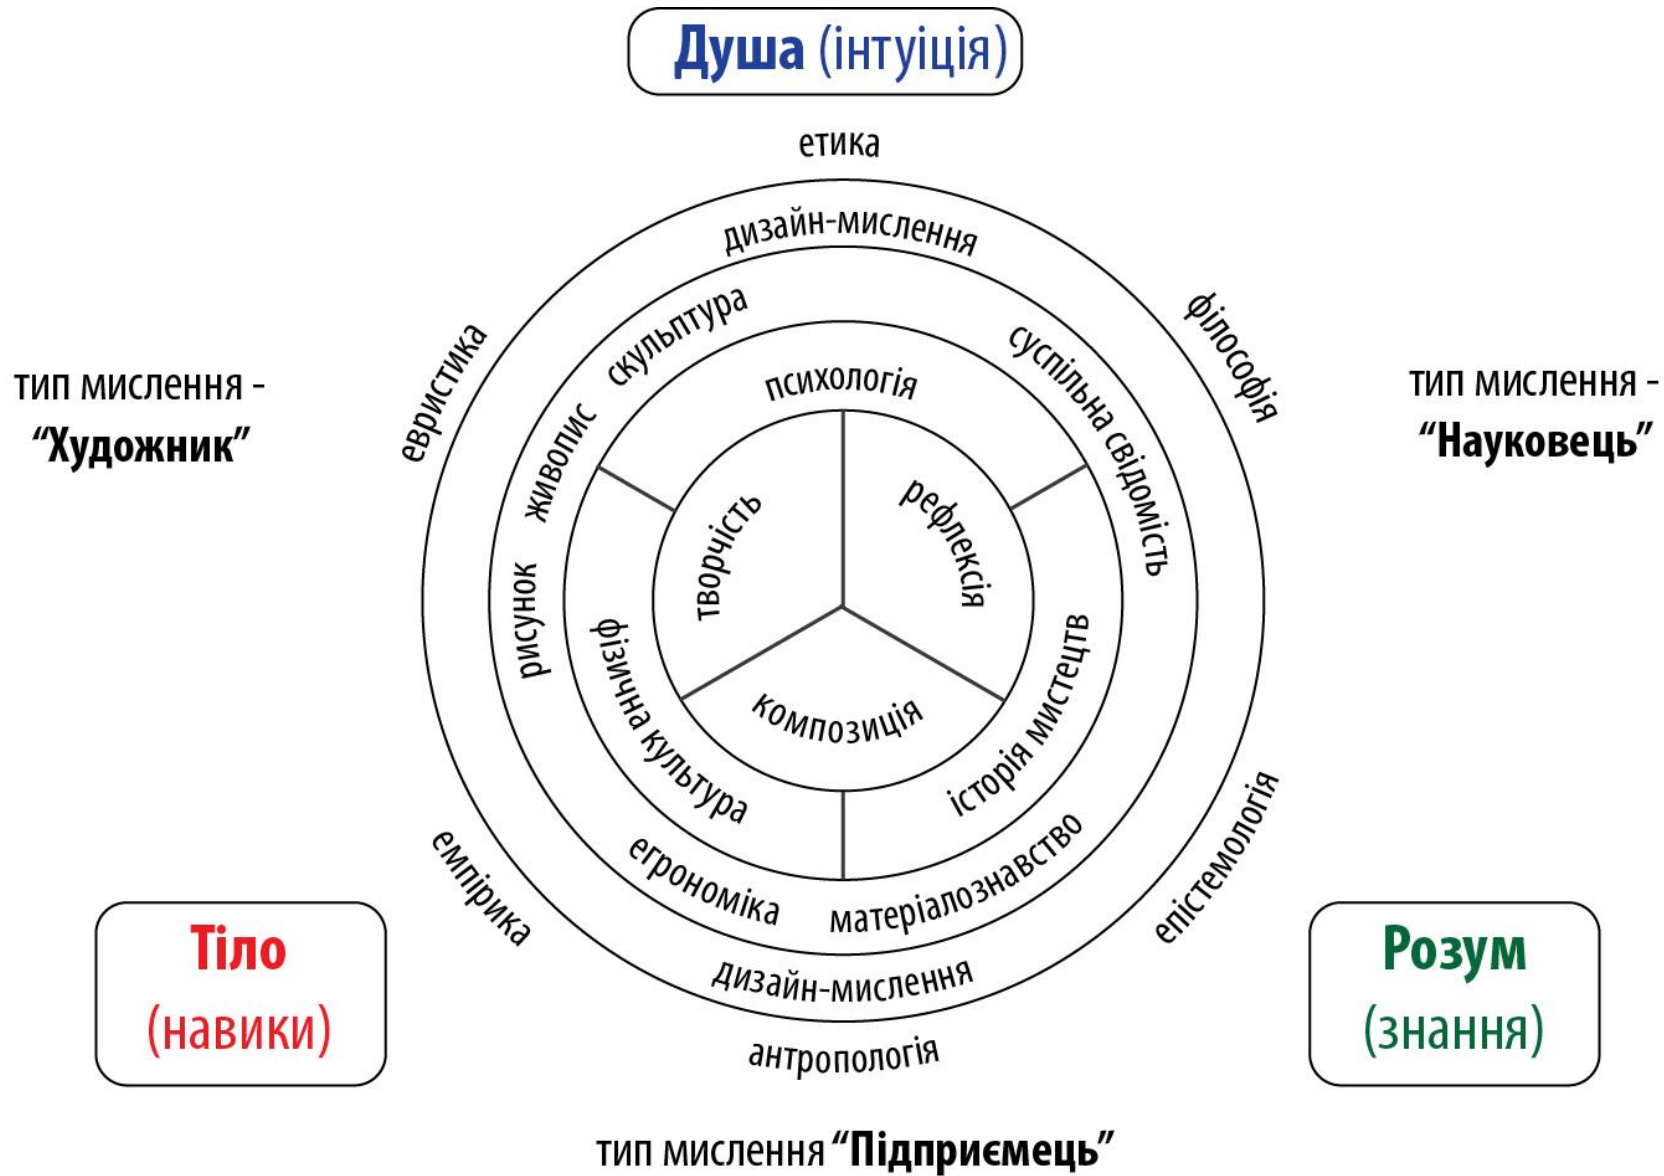 Душа (інтуіція)
етика
дизайн-мислення
скульптура
суспільна свідомість
філософія
евристика
живопис
рисунок
психологія
тип мислення -
“Художник”
тип мислення -
“Науковець”
творчість
рефлексія
композиція
фізична культура
історія мистецтв
егрономіка
матеріалознавство
емпірика
епістемологія
дизайн-мислення
антропологія
Тіло
(навики)
Розум
(знання)
тип мислення “Підприємець”